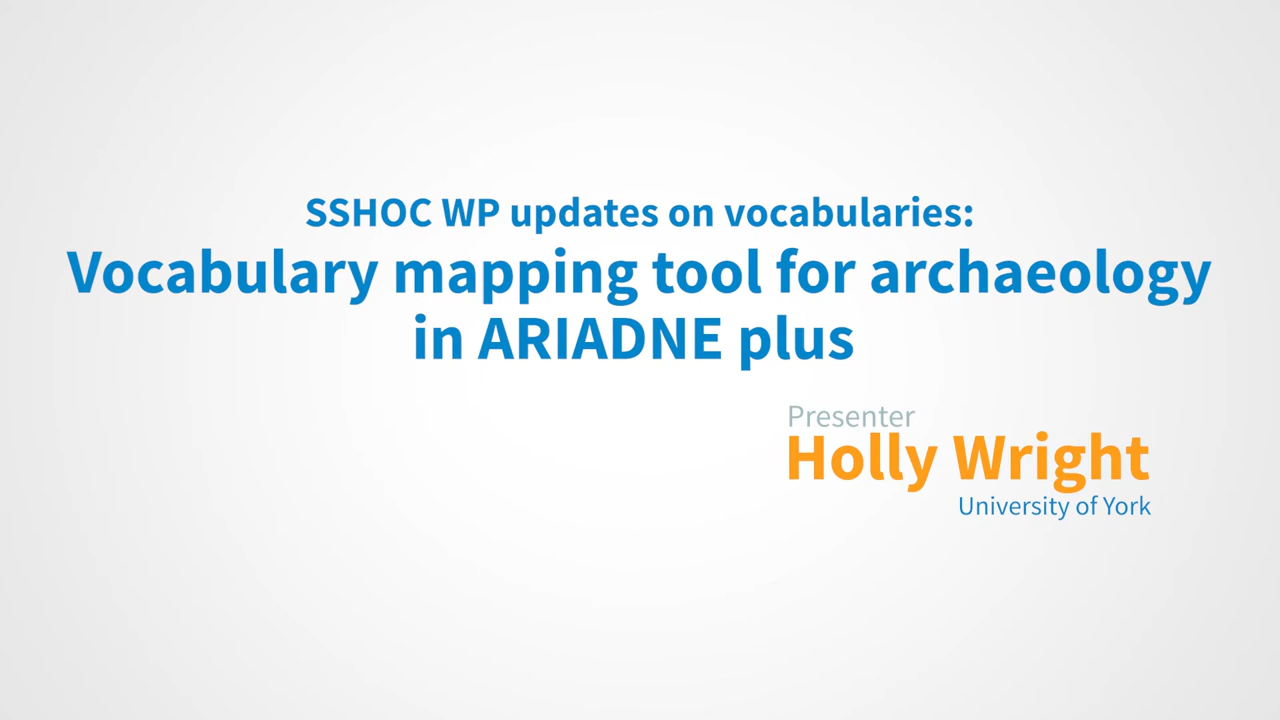 SSHOC WP updates on vocabularies:
Vocabulary mapping tool for archaeology
in ARIADNE plus
Presenter
Holly Wright
University of York